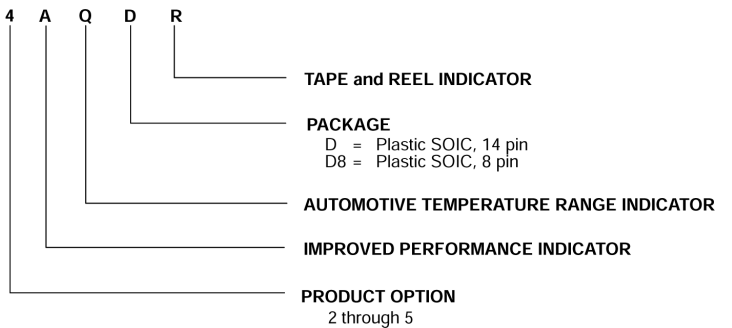 4 A Q D R
TAPE and REEL INDICATOR
PACKAGE
D = Plastic SOIC, 14 pin
D8 = Plastic SOIC, 8 pin
AUTOMOTIVE TEMPERATURE RANGE INDICATOR
IMPROVED PERFORMANCE INDICATOR
PRODUCT OPTION
2 through 5